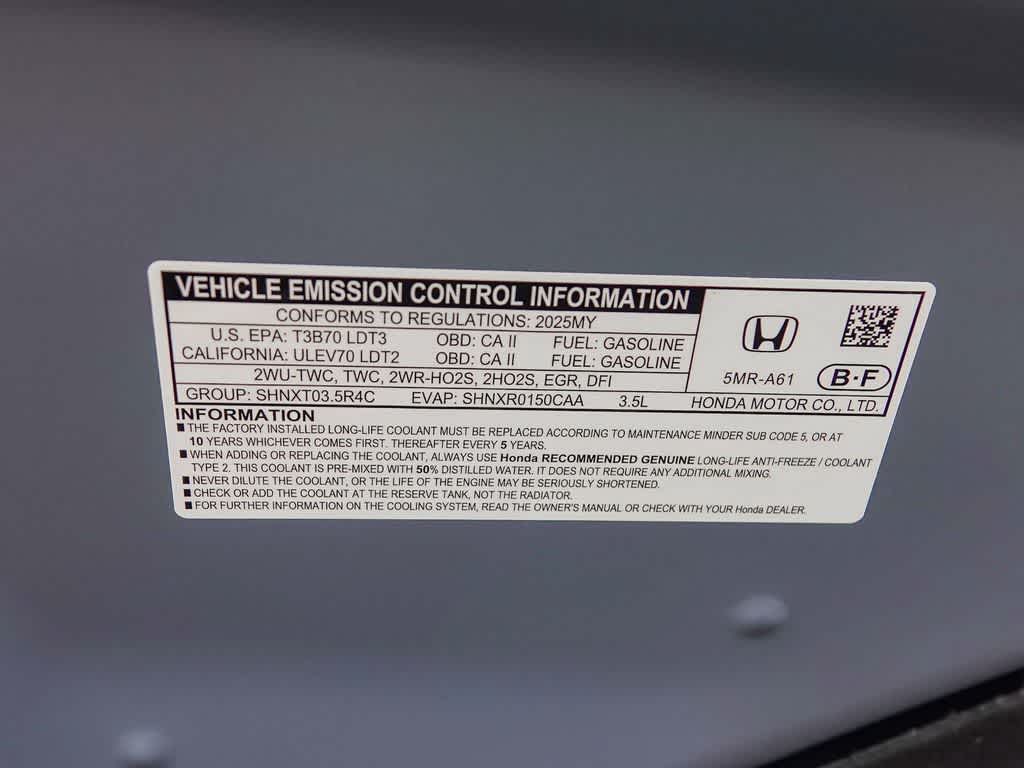 VEHICLE EMISSION CONTROL INFORMATION
CONFORMS TO REGULATIONS: 2025MY
U.S. EPA: T3B70 LDT3 OBD: CA II FUEL: GASOLINE
CALIFORNIA: ULEV70 LDT2 OBD: CA II FUEL: GASOLINE
2WU-TWC, TWC, 2WR-HO2S, 2HO2S, EGR, DFI
GROUP: SHNXT03.5R4C EVAP: SHNXR0150CAA 3.5L
5MR-A61 B·F
HONDA MOTOR CO., LTD.
INFORMATION
■ THE FACTORY INSTALLED LONG-LIFE COOLANT MUST BE REPLACED ACCORDING TO MAINTENANCE MINDER SUB CODE 5, OR AT
10 YEARS WHICHEVER COMES FIRST. THEREAFTER EVERY 5 YEARS.
■ WHEN ADDING OR REPLACING THE COOLANT, ALWAYS USE Honda RECOMMENDED GENUINE LONG-LIFE ANTI-FREEZE / COOLANT
TYPE 2. THIS COOLANT IS PRE-MIXED WITH 50% DISTILLED WATER. IT DOES NOT REQUIRE ANY ADDITIONAL MIXING.
■ NEVER DILUTE THE COOLANT, OR THE LIFE OF THE ENGINE MAY BE SERIOUSLY SHORTENED.
■ CHECK OR ADD THE COOLANT AT THE RESERVE TANK, NOT THE RADIATOR.
■ FOR FURTHER INFORMATION ON THE COOLING SYSTEM, READ THE OWNER'S MANUAL OR CHECK WITH YOUR Honda DEALER.